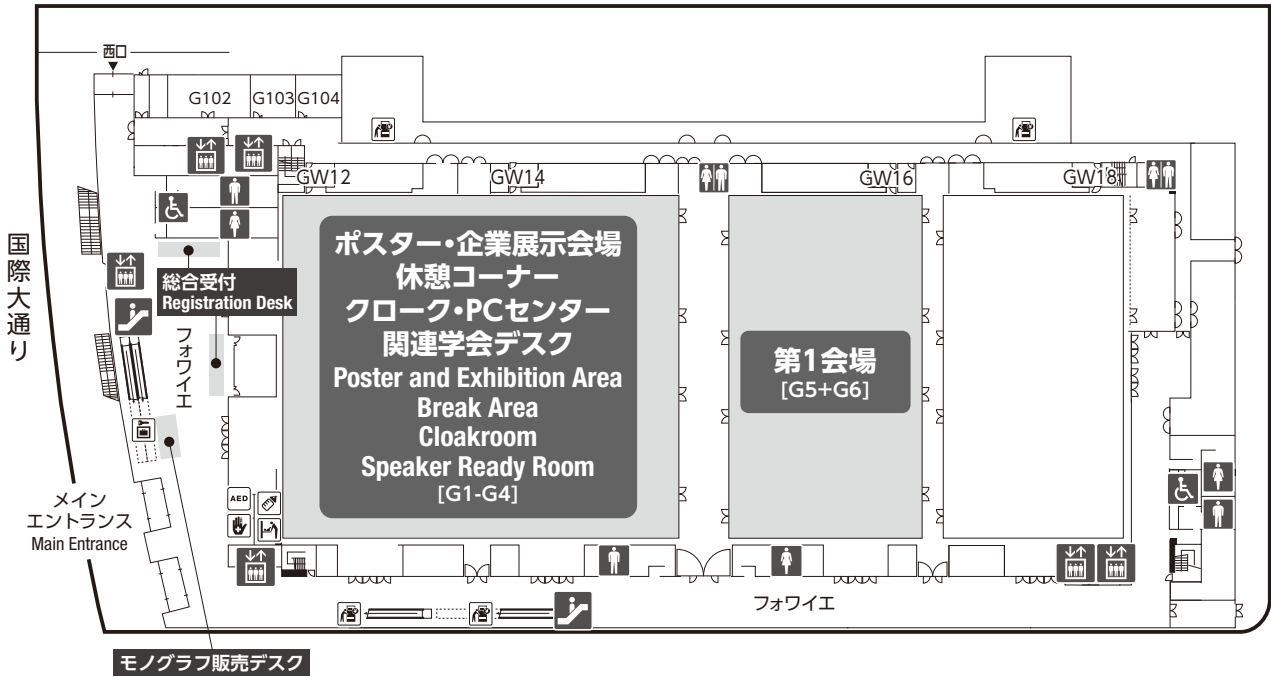 西口
G102
G103
G104
GW12
GW14
GW16
GW18
国際大通り
総合受付
Registration Desk
フォワイエ
ポスター・企業展示会場
休憩コーナー
クローク・PCセンター
関連学会デスク
Poster and Exhibition Area
Break Area
Cloakroom
Speaker Ready Room
[G1-G4]
第1会場
[G5+G6]
AED
メイン
エントランス
Main Entrance
フォワイエ
モノグラフ販売デスク